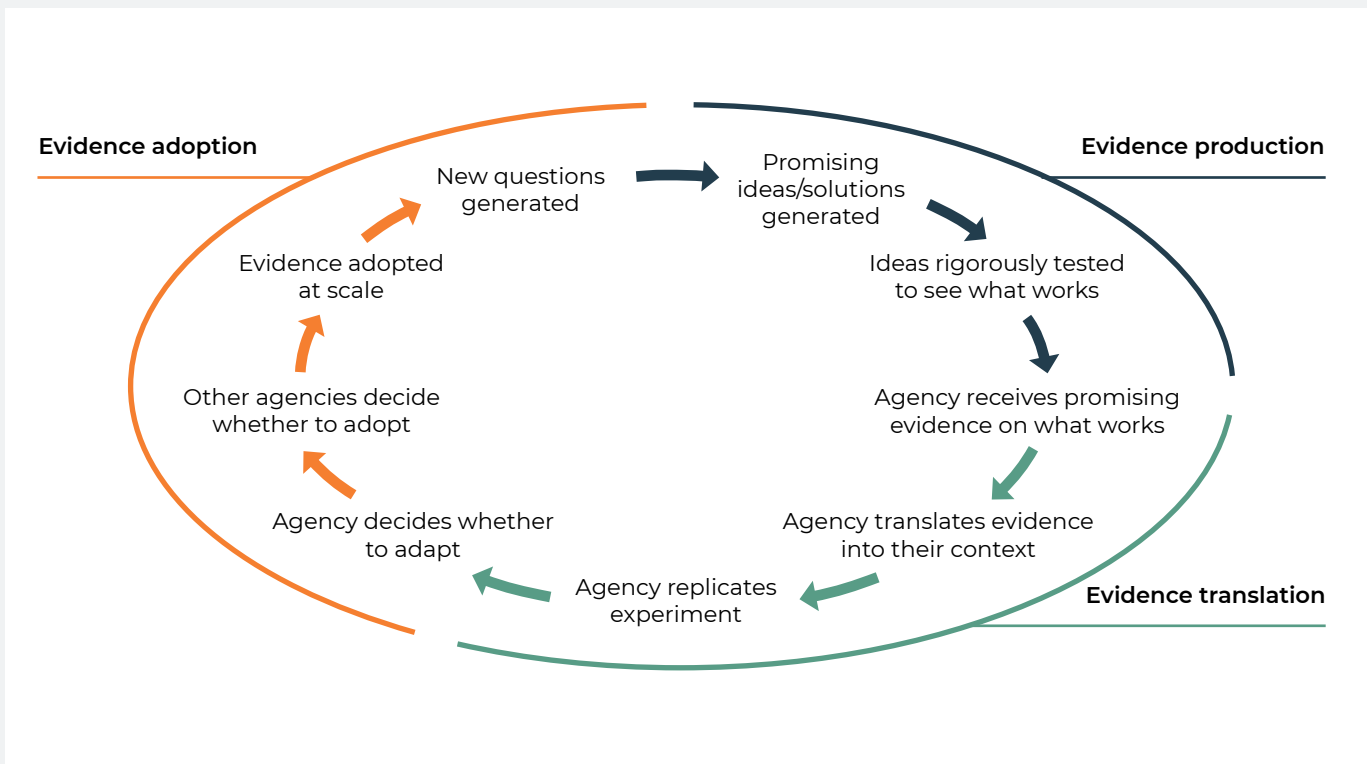 Evidence adoption
Evidence production
New questions
generated
Promising
ideas/solutions
generated
Ideas rigorously tested
to see what works
Agency receives promising
evidence on what works
Agency translates evidence
into their context
Evidence translation
Agency replicates
experiment
Agency decides whether
to adapt
Other agencies decide
whether to adopt
Evidence adopted
at scale